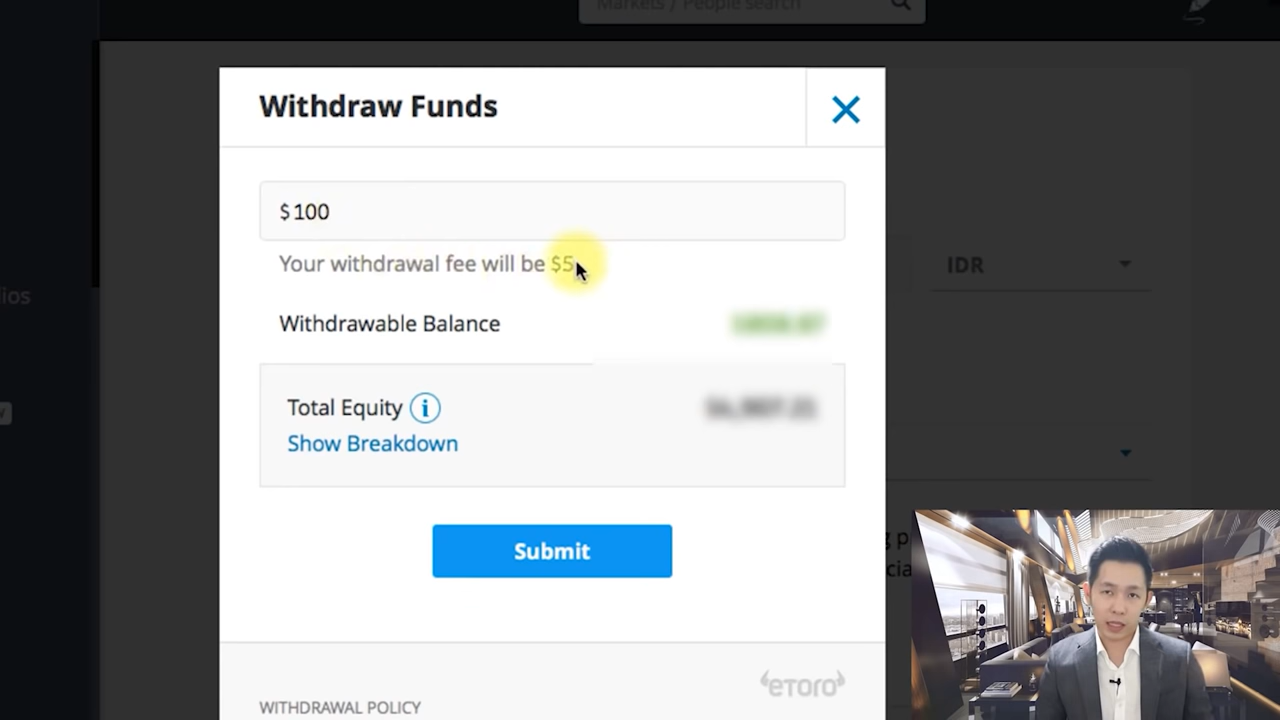 Markets / People search
Withdraw Funds
$100
Your withdrawal fee will be $5
IDR
Withdrawable Balance
Total Equity i
Show Breakdown
Submit
etoro
WITHDRAWAL POLICY